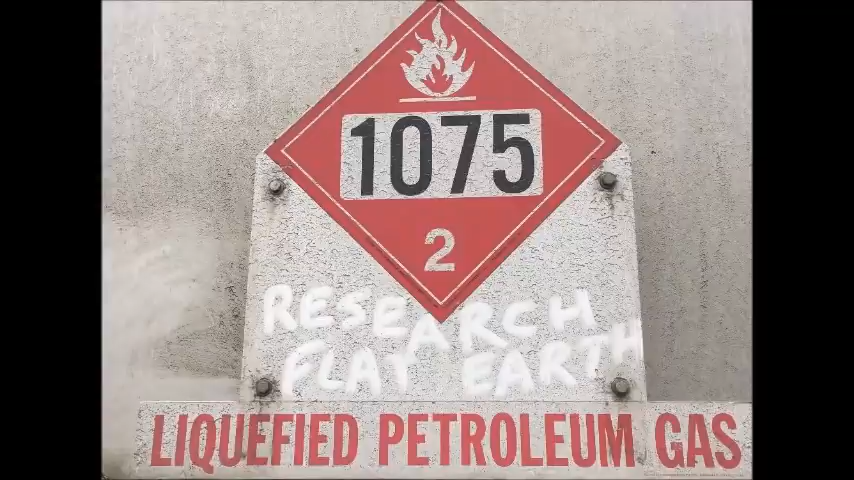 1075
2
RESEARCH
FLAT EARTH
LIQUEFIED PETROLEUM GAS